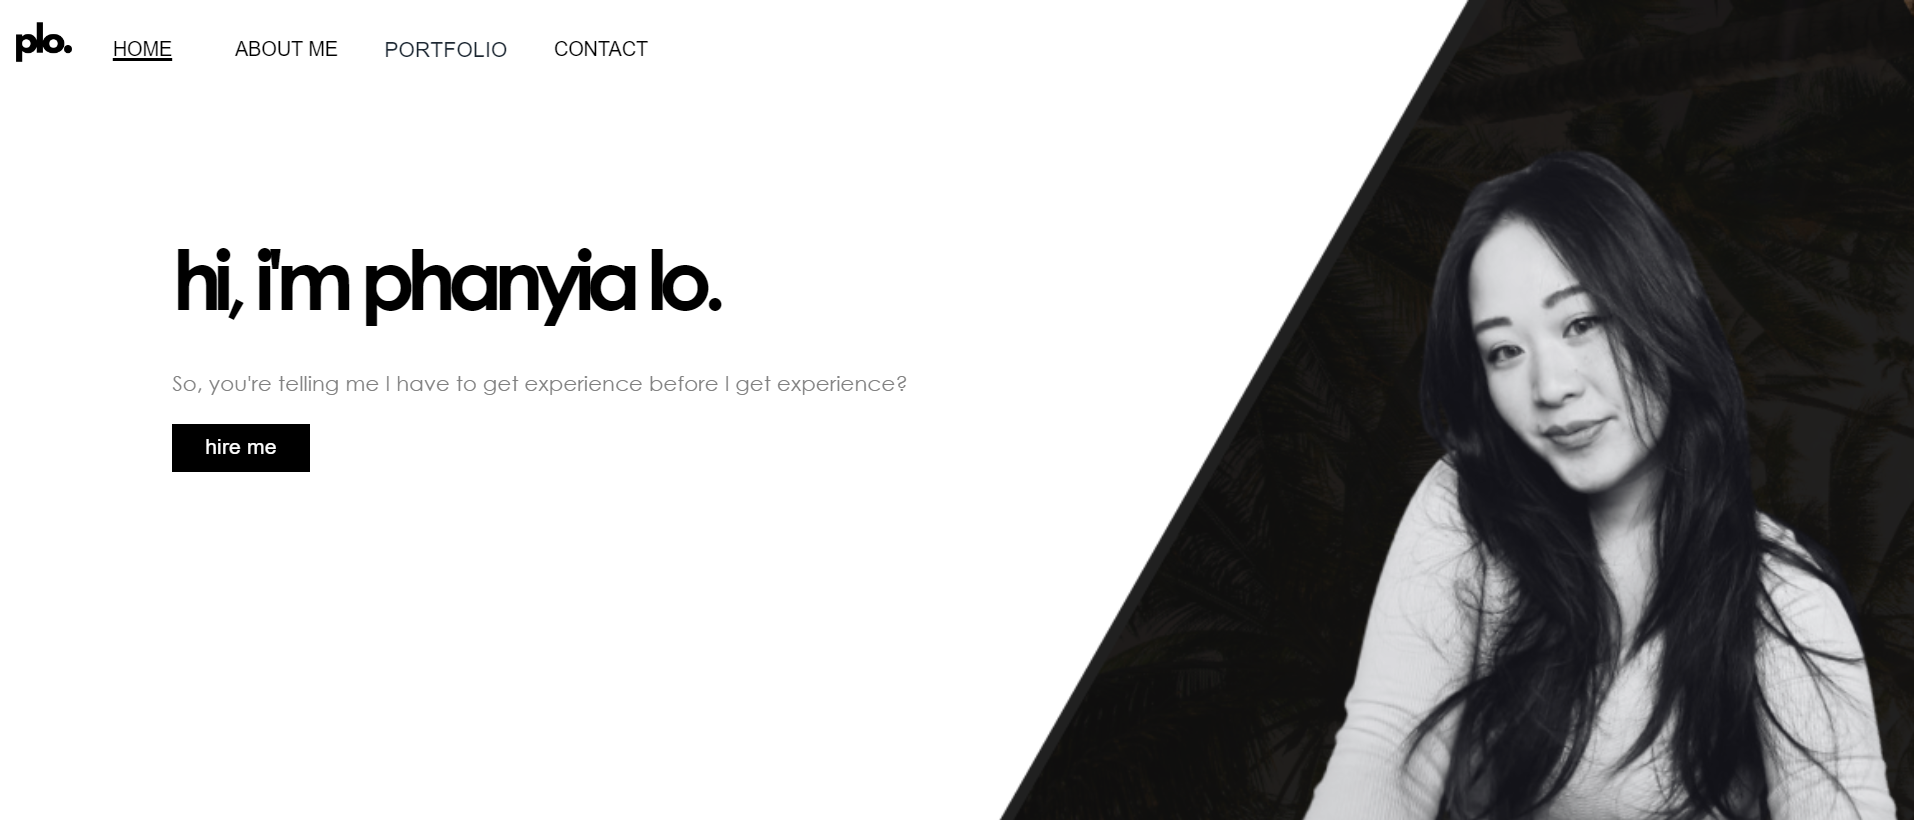 plo.
HOME ABOUT ME PORTFOLIO CONTACT
hi, i'm phanyia lo.
So, you're telling me I have to get experience before I get experience?
hire me